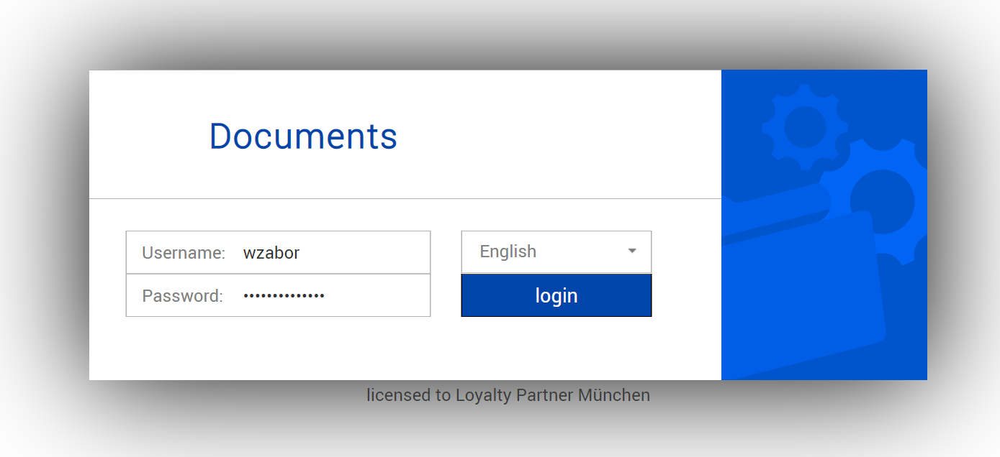 Documents
Username: wzabor
English
Password: ••••••••••••••
login
licensed to Loyalty Partner München